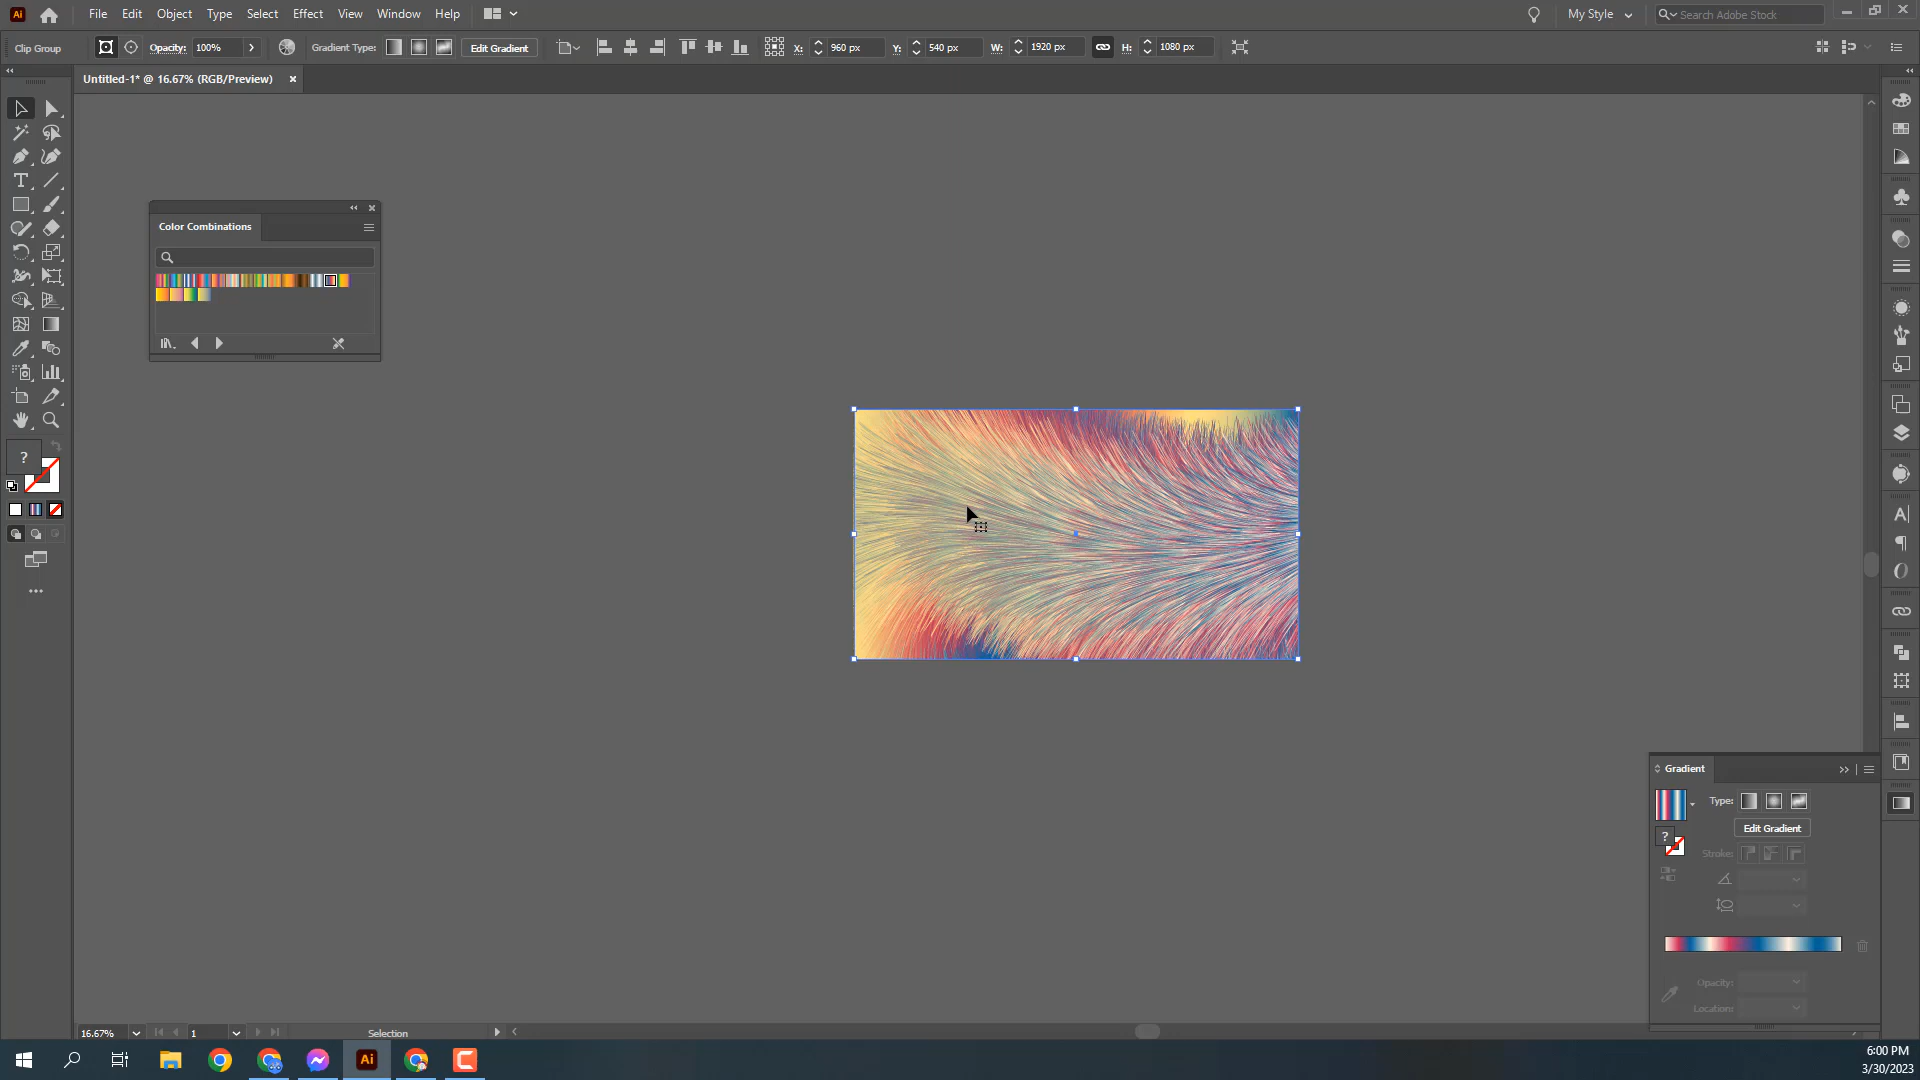 Ai File Edit Object Type Select Effect View Window Help My Style Search Adobe Stock
Clip Group Opacity: 100% Gradient Type: Edit Gradient X: 960 px Y: 540 px W: 1920 px H: 1080 px
Untitled-1* @ 16.67% (RGB/Preview)
Color Combinations
?
Gradient
Type:
Edit Gradient
?
Stroke:
Opacity:
Location:
16.67% 1 Selection
Ai
6:00 PM
3/30/2023